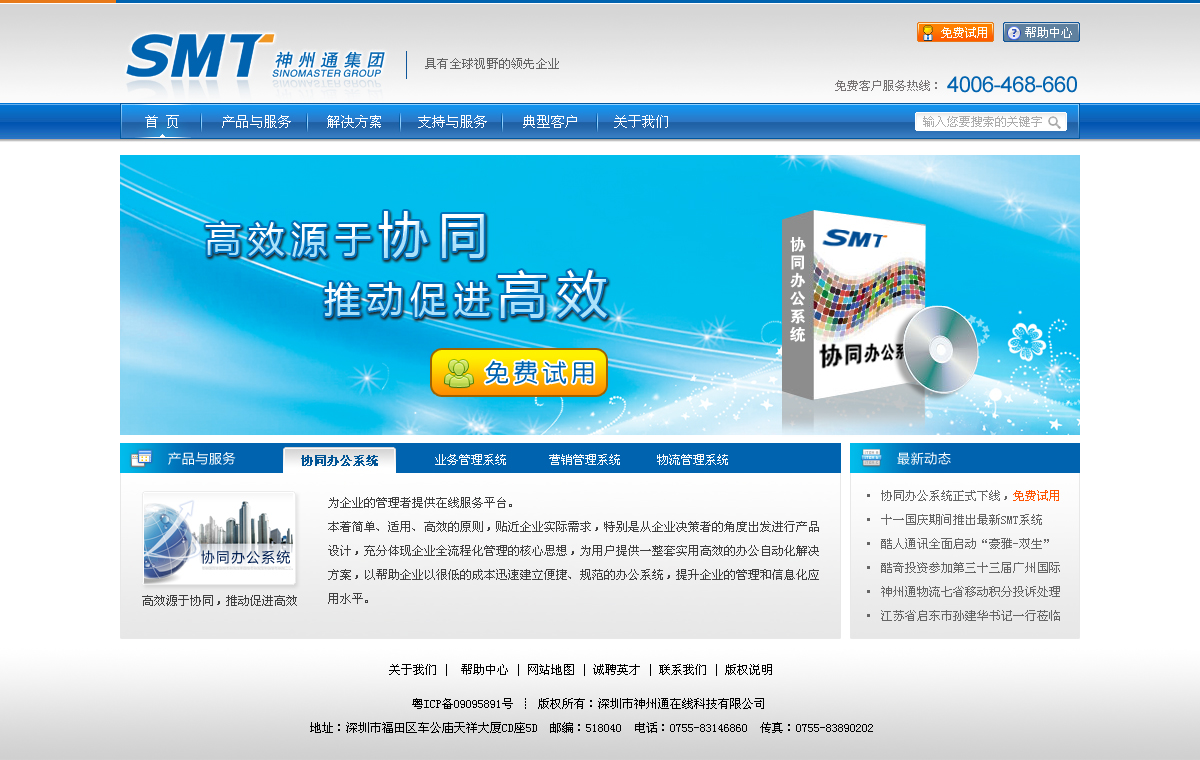 免费试用 帮助中心
SMT 神州通集团 SINOMASTER GROUP
具有全球视野的领先企业
免费客户服务热线： 4006-468-660
首 页 产品与服务 解决方案 支持与服务 典型客户 关于我们
输入您要搜索的关键字
高效源于协同
推动促进高效
免费试用
SMT
协同办公系统
协同办公系
产品与服务 协同办公系统 业务管理系统 营销管理系统 物流管理系统
协同办公系统
高效源于协同，推动促进高效
为企业的管理者提供在线服务平台。
本着简单、适用、高效的原则，贴近企业实际需求，特别是从企业决策者的角度出发进行产品
设计，充分体现企业全流程化管理的核心思想，为用户提供一整套实用高效的办公自动化解决
方案，以帮助企业以很低的成本迅速建立便捷、规范的办公系统，提升企业的管理和信息化应
用水平。
最新动态
· 协同办公系统正式下线，免费试用
· 十一国庆期间推出最新SMT系统
· 酷人通讯全面启动“豪雅-双生”
· 酷奇投资参加第三十三届广州国际
· 神州通物流七省移动积分投诉处理
· 江苏省启东市孙建华书记一行莅临
关于我们 | 帮助中心 | 网站地图 | 诚聘英才 | 联系我们 | 版权说明
粤ICP备09095891号 ┊ 版权所有：深圳市神州通在线科技有限公司
地址：深圳市福田区车公庙天祥大厦CD座5D 邮编：518040 电话：0755-83146860 传真：0755-83890202